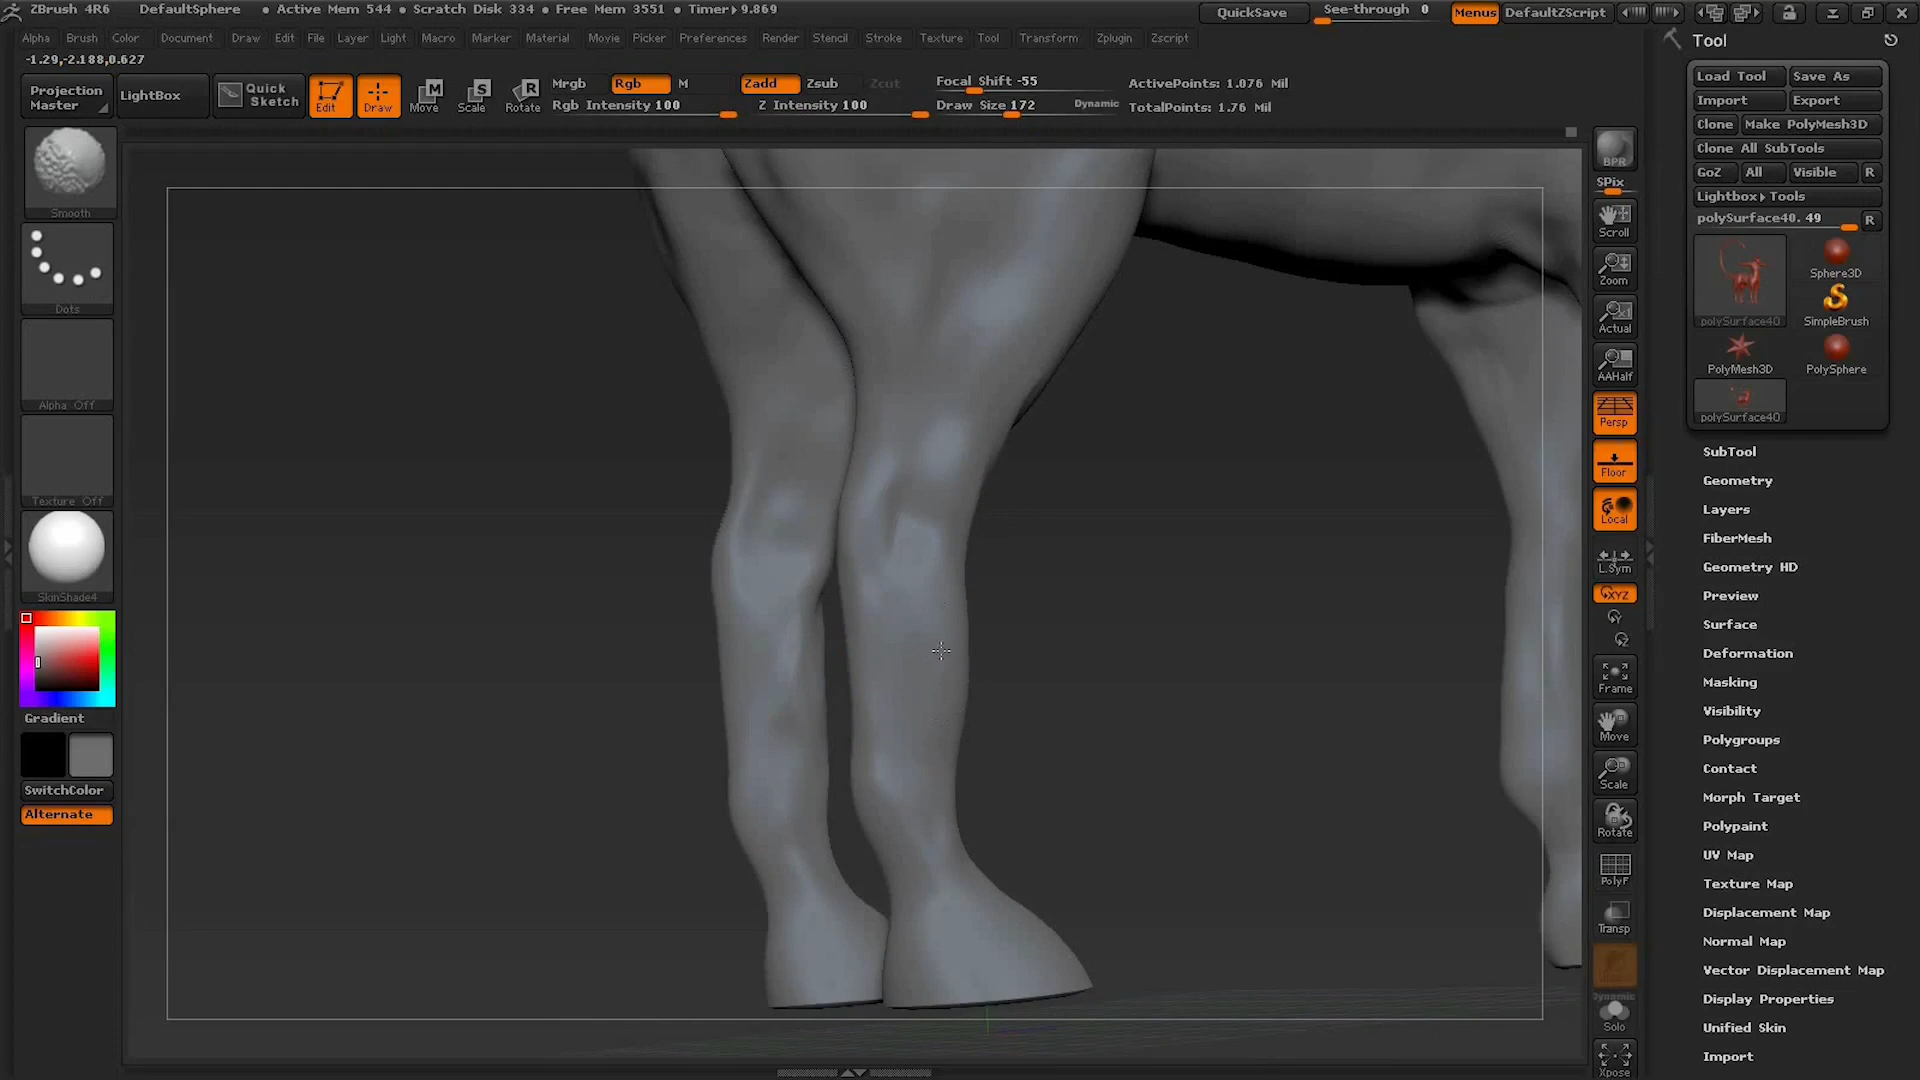 ZBrush 4R6 DefaultSphere • Active Mem 544 • Scratch Disk 334 • Free Mem 3551 • Timer▸9.869 QuickSave See-through 0 Menus DefaultZScript
Alpha Brush Color Document Draw Edit File Layer Light Macro Marker Material Movie Picker Preferences Render Stencil Stroke Texture Tool Transform Zplugin Zscript
-1.29,-2.188,0.627
Projection Master
LightBox
Quick Sketch
Edit
Draw
Move
Scale
Rotate
Mrgb Rgb M
Rgb Intensity 100
Zadd Zsub Zcut
Z Intensity 100
Focal Shift -55
Draw Size 172 Dynamic
ActivePoints: 1.076 Mil
TotalPoints: 1.76 Mil
Smooth
Dots
Alpha Off
Texture Off
SkinShade4
Gradient
SwitchColor
Alternate
BPR
SPix
Scroll
Zoom
Actual
AAHalf
Persp
Floor
Local
L.Sym
XYZ
Frame
Move
Scale
Rotate
PolyF
Transp
Dynamic
Solo
Xpose
Tool
Load Tool Save As
Import Export
Clone Make PolyMesh3D
Clone All SubTools
GoZ All Visible R
Lightbox▸Tools
polySurface40. 49 R
polySurface40
Sphere3D
SimpleBrush
PolyMesh3D PolySphere
polySurface40
SubTool
Geometry
Layers
FiberMesh
Geometry HD
Preview
Surface
Deformation
Masking
Visibility
Polygroups
Contact
Morph Target
Polypaint
UV Map
Texture Map
Displacement Map
Normal Map
Vector Displacement Map
Display Properties
Unified Skin
Import